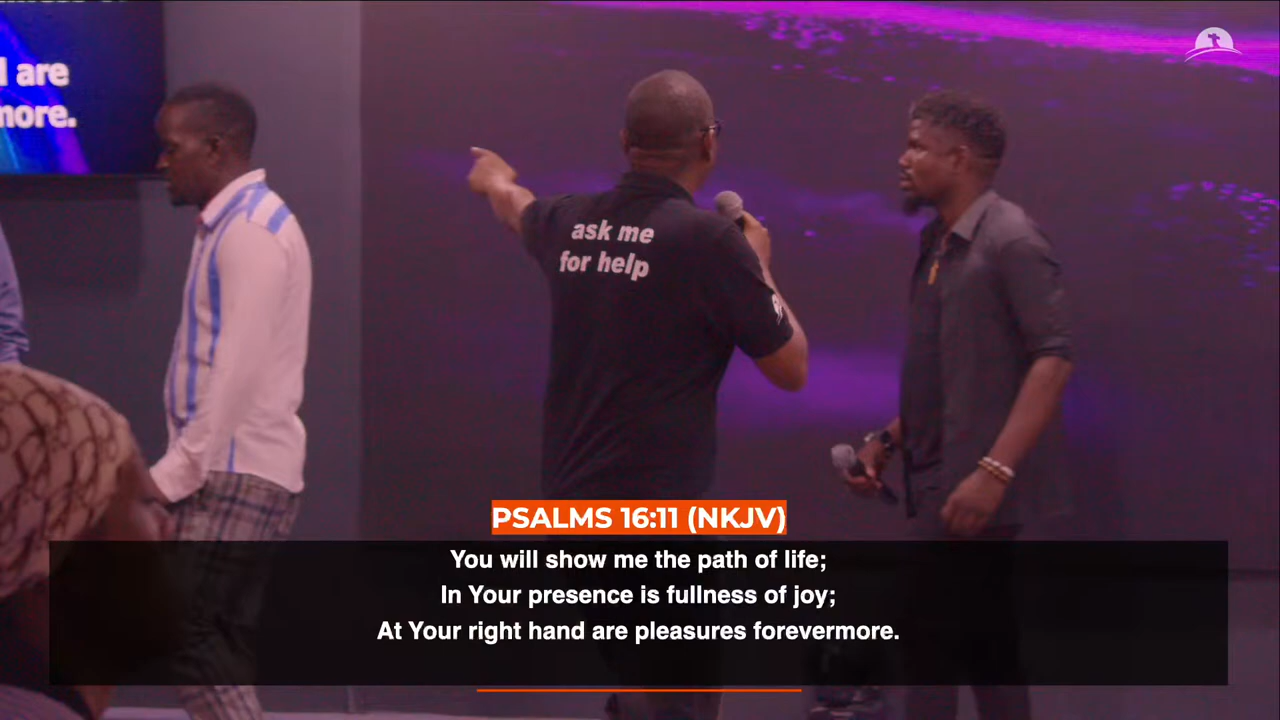 are
more.
ask me
for help
PSALMS 16:11 (NKJV)
You will show me the path of life;
In Your presence is fullness of joy;
At Your right hand are pleasures forevermore.